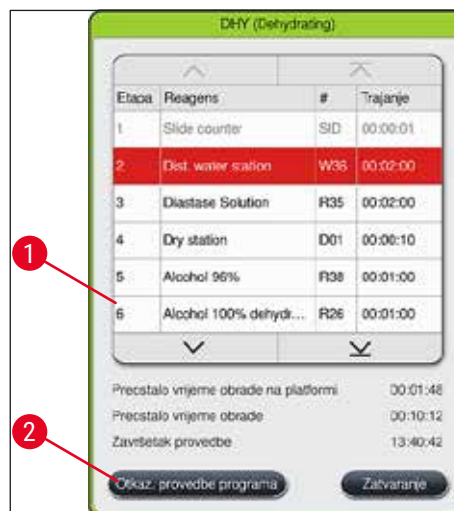 DHY (Dehydrating)
Etapa Reagens # Trajanje
1 Slide counter SID 00:00:01
2 Dist. water station W36 00:02:00
3 Diastase Solution R35 00:02:00
4 Dry station D01 00:00:10
5 Alcohol 96% R38 00:01:00
1
6 Alcohol 100% dehydr... R26 00:01:00
Preostalo vrijeme obrade na platformi 00:01:48
Preostalo vrijeme obrade 00:10:12
2
Završetak provedbe 13:40:42
Otkaz. provedbe programa Zatvaranje